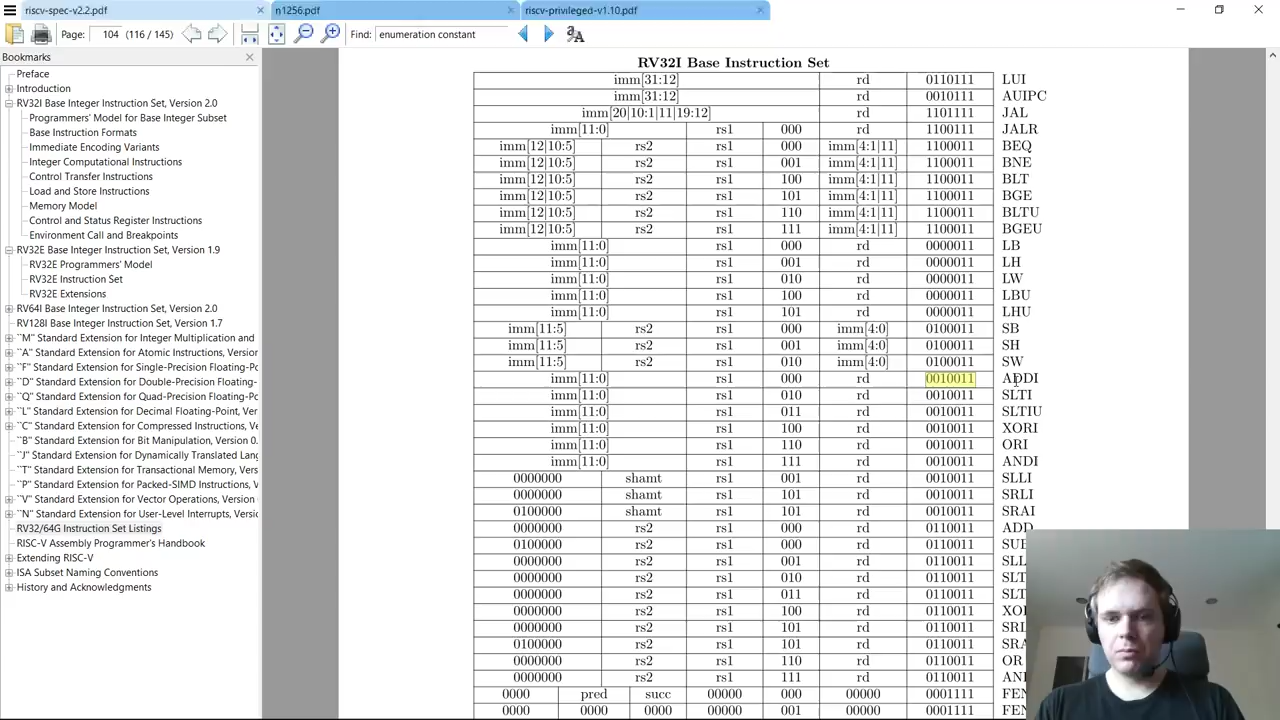 riscv-spec-v2.2.pdf
n1256.pdf
riscv-privileged-v1.10.pdf
Page: 104 (116 / 145) Find: enumeration constant
Bookmarks
Preface
Introduction
RV32I Base Integer Instruction Set, Version 2.0
Programmers' Model for Base Integer Subset
Base Instruction Formats
Immediate Encoding Variants
Integer Computational Instructions
Control Transfer Instructions
Load and Store Instructions
Memory Model
Control and Status Register Instructions
Environment Call and Breakpoints
RV32E Base Integer Instruction Set, Version 1.9
RV32E Programmers' Model
RV32E Instruction Set
RV32E Extensions
RV64I Base Integer Instruction Set, Version 2.0
RV128I Base Integer Instruction Set, Version 1.7
``M'' Standard Extension for Integer Multiplication and
``A'' Standard Extension for Atomic Instructions, Version
``F'' Standard Extension for Single-Precision Floating-Po
``D'' Standard Extension for Double-Precision Floating-
``Q'' Standard Extension for Quad-Precision Floating-Po
``L'' Standard Extension for Decimal Floating-Point, Ver
``C'' Standard Extension for Compressed Instructions, Ve
``B'' Standard Extension for Bit Manipulation, Version 0.
``J'' Standard Extension for Dynamically Translated Lang
``T'' Standard Extension for Transactional Memory, Vers
``P'' Standard Extension for Packed-SIMD Instructions, V
``V'' Standard Extension for Vector Operations, Version
``N'' Standard Extension for User-Level Interrupts, Versio
RV32/64G Instruction Set Listings
RISC-V Assembly Programmer's Handbook
Extending RISC-V
ISA Subset Naming Conventions
History and Acknowledgments
RV32I Base Instruction Set
imm[31:12] rd 0110111 LUI
imm[31:12] rd 0010111 AUIPC
imm[20|10:1|11|19:12] rd 1101111 JAL
imm[11:0] rs1 000 rd 1100111 JALR
imm[12|10:5] rs2 rs1 000 imm[4:1|11] 1100011 BEQ
imm[12|10:5] rs2 rs1 001 imm[4:1|11] 1100011 BNE
imm[12|10:5] rs2 rs1 100 imm[4:1|11] 1100011 BLT
imm[12|10:5] rs2 rs1 101 imm[4:1|11] 1100011 BGE
imm[12|10:5] rs2 rs1 110 imm[4:1|11] 1100011 BLTU
imm[12|10:5] rs2 rs1 111 imm[4:1|11] 1100011 BGEU
imm[11:0] rs1 000 rd 0000011 LB
imm[11:0] rs1 001 rd 0000011 LH
imm[11:0] rs1 010 rd 0000011 LW
imm[11:0] rs1 100 rd 0000011 LBU
imm[11:0] rs1 101 rd 0000011 LHU
imm[11:5] rs2 rs1 000 imm[4:0] 0100011 SB
imm[11:5] rs2 rs1 001 imm[4:0] 0100011 SH
imm[11:5] rs2 rs1 010 imm[4:0] 0100011 SW
imm[11:0] rs1 000 rd 0010011 ADDI
imm[11:0] rs1 010 rd 0010011 SLTI
imm[11:0] rs1 011 rd 0010011 SLTIU
imm[11:0] rs1 100 rd 0010011 XORI
imm[11:0] rs1 110 rd 0010011 ORI
imm[11:0] rs1 111 rd 0010011 ANDI
0000000 shamt rs1 001 rd 0010011 SLLI
0000000 shamt rs1 101 rd 0010011 SRLI
0100000 shamt rs1 101 rd 0010011 SRAI
0000000 rs2 rs1 000 rd 0110011 ADD
0100000 rs2 rs1 000 rd 0110011 SUB
0000000 rs2 rs1 001 rd 0110011 SLL
0000000 rs2 rs1 010 rd 0110011 SLT
0000000 rs2 rs1 011 rd 0110011 SLT
0000000 rs2 rs1 100 rd 0110011 XO
0000000 rs2 rs1 101 rd 0110011 SRL
0100000 rs2 rs1 101 rd 0110011 SRA
0000000 rs2 rs1 110 rd 0110011 OR
0000000 rs2 rs1 111 rd 0110011 AN
0000 pred succ 00000 000 00000 0001111 FEN
0000 0000 0000 00000 001 00000 0001111 FEN